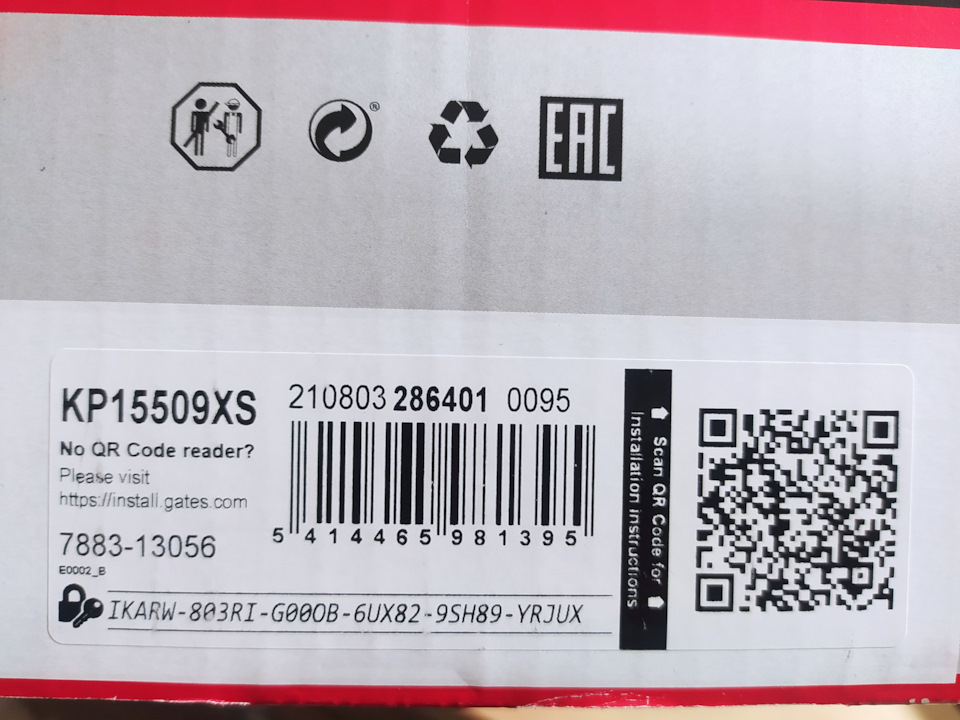 ®
EAC
KP15509XS
210803 286401 0095
No QR Code reader?
Please visit
https://install.gates.com
7883-13056
E0002_B
5 414465 981395
IKARW-803RI-G00OB-6UX82-9SH89-YRJUX
Scan QR Code for
Installation instructions